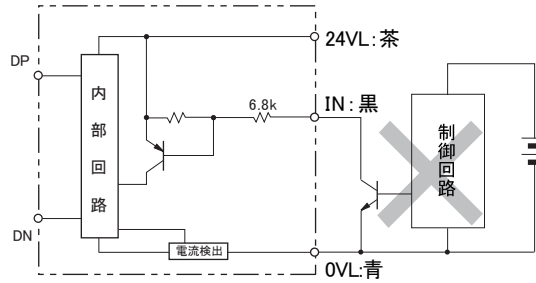 24VL:茶
DP
IN:黒
6.8k
内部回路
制御回路
DN
電流検出
0VL:青